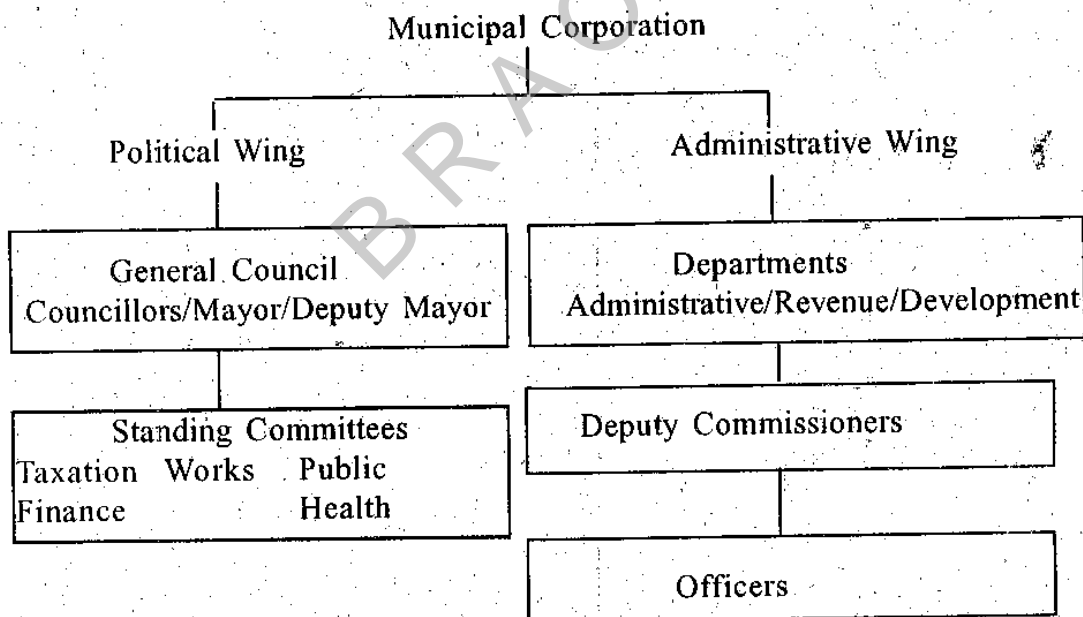 Municipal Corporation
Political Wing
Administrative Wing
General Council
Councillors/Mayor/Deputy Mayor
Departments
Administrative/Revenue/Development
Standing Committees
Taxation Works Public
Finance Health
Deputy Commissioners
Officers
B R A O